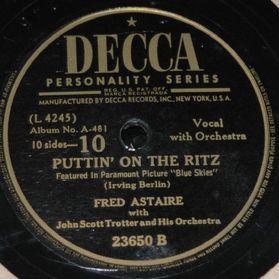 DECCA
PERSONALITY SERIES
REG. U.S. PAT. OFF.
MARCA REGISTRADA
MANUFACTURED BY DECCA RECORDS, INC., NEW YORK, U.S.A.
(L 4245)
Album No. A-481
10 sides—10
Vocal
with Orchestra
PUTTIN' ON THE RITZ
Featured In Paramount Picture "Blue Skies"
(Irving Berlin)
FRED ASTAIRE
with
John Scott Trotter and His Orchestra
23650 B